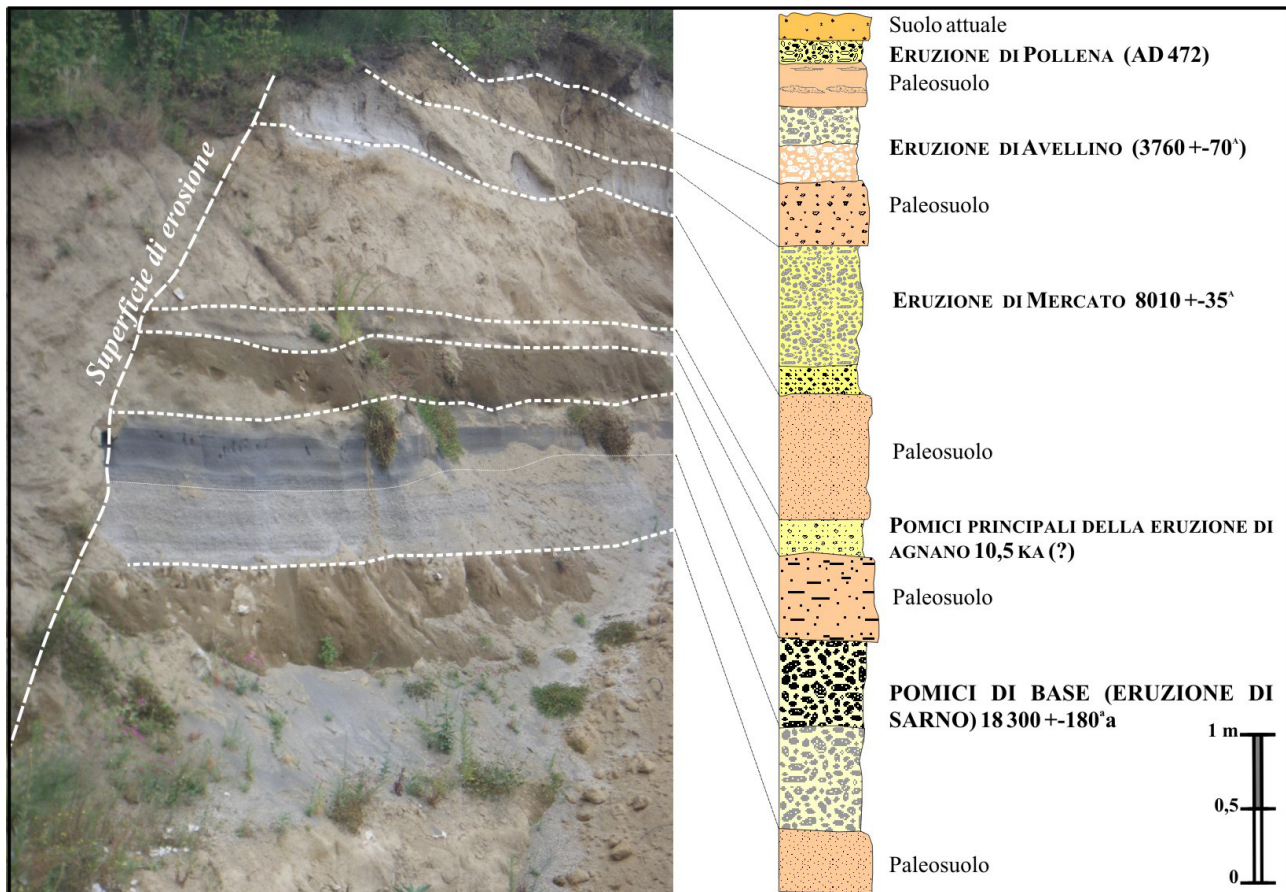 Superficie di erosione
Suolo attuale
ERUZIONE DI POLLENA (AD 472)
Paleosuolo
ERUZIONE DI AVELLINO (3760 +-70^)
Paleosuolo
ERUZIONE DI MERCATO 8010 +-35^
Paleosuolo
POMICI PRINCIPALI DELLA ERUZIONE DI
AGNANO 10,5 KA (?)
Paleosuolo
POMICI DI BASE (ERUZIONE DI
SARNO) 18 300 +-180ªa
1 m
0,5
0
Paleosuolo